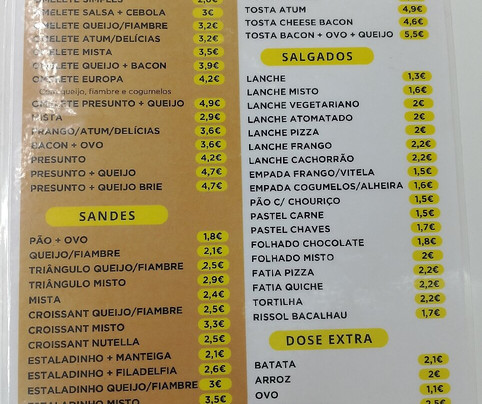 OMELETE SIMPLES 2,8€
OMELETE SALSA + CEBOLA 3€
OMELETE QUEIJO/FIAMBRE 3,2€
OMELETE ATUM/DELÍCIAS 3,2€
OMELETE MISTA 3,5€
OMELETE QUEIJO + BACON 3,9€
OMELETE EUROPA 4,2€
Com queijo, fiambre e cogumelos
OMELETE PRESUNTO + QUEIJO 4,9€
MISTA 2,9€
FRANGO/ATUM/DELÍCIAS 3,6€
BACON + OVO 3,6€
PRESUNTO 4,2€
PRESUNTO + QUEIJO 4,7€
PRESUNTO + QUEIJO BRIE 4,7€
SANDES
PÃO + OVO 1,8€
QUEIJO/FIAMBRE 2,1€
TRIÂNGULO QUEIJO/FIAMBRE 2,5€
TRIÂNGULO MISTO 2,9€
MISTA 2,4€
CROISSANT QUEIJO/FIAMBRE 2,5€
CROISSANT MISTO 3,3€
CROISSANT NUTELLA 2,5€
ESTALADINHO + MANTEIGA 2,1€
ESTALADINHO + FILADELFIA 2,6€
ESTALADINHO QUEIJO/FIAMBRE 3€
ESTALADINHO MISTO 3,5€
TOSTA ATUM 4,9€
TOSTA CHEESE BACON 4,6€
TOSTA BACON + OVO + QUEIJO 5,5€
SALGADOS
LANCHE 1,3€
LANCHE MISTO 1,6€
LANCHE VEGETARIANO 2€
LANCHE ATOMATADO 2€
LANCHE PIZZA 2€
LANCHE FRANGO 2,2€
LANCHE CACHORRÃO 2,2€
EMPADA FRANGO/VITELA 1,5€
EMPADA COGUMELOS/ALHEIRA 1,6€
PÃO C/ CHOURIÇO 1,5€
PASTEL CARNE 1,5€
PASTEL CHAVES 1,7€
FOLHADO CHOCOLATE 1,8€
FOLHADO MISTO 2€
FATIA PIZZA 2,2€
FATIA QUICHE 2,2€
TORTILHA 2,2€
RISSOL BACALHAU 1,7€
DOSE EXTRA
BATATA 2,1€
ARROZ 2€
OVO 1,1€
2,5€